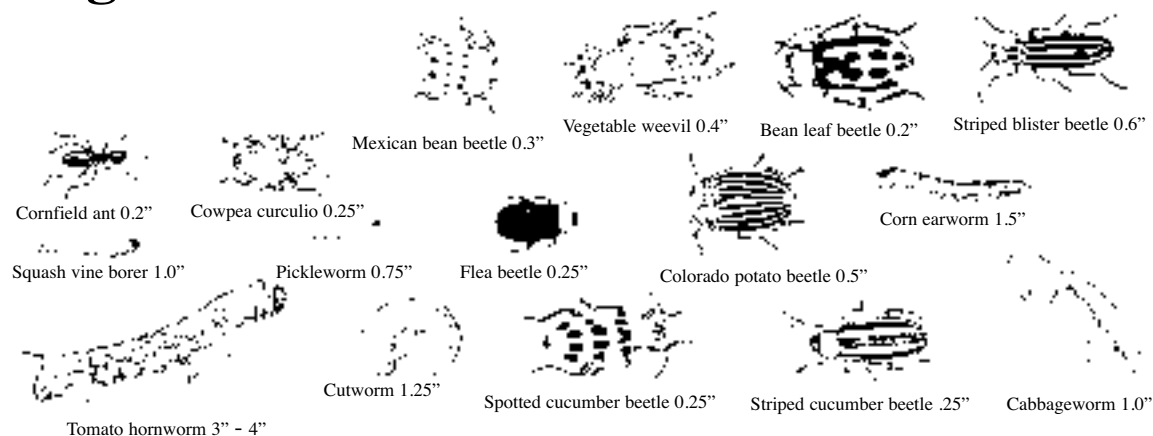 Mexican bean beetle 0.3”
Vegetable weevil 0.4”
Bean leaf beetle 0.2”
Striped blister beetle 0.6”
Cornfield ant 0.2”
Cowpea curculio 0.25”
Corn earworm 1.5”
Squash vine borer 1.0”
Pickleworm 0.75”
Flea beetle 0.25”
Colorado potato beetle 0.5”
Cutworm 1.25”
Spotted cucumber beetle 0.25”
Striped cucumber beetle .25”
Cabbageworm 1.0”
Tomato hornworm 3” - 4”